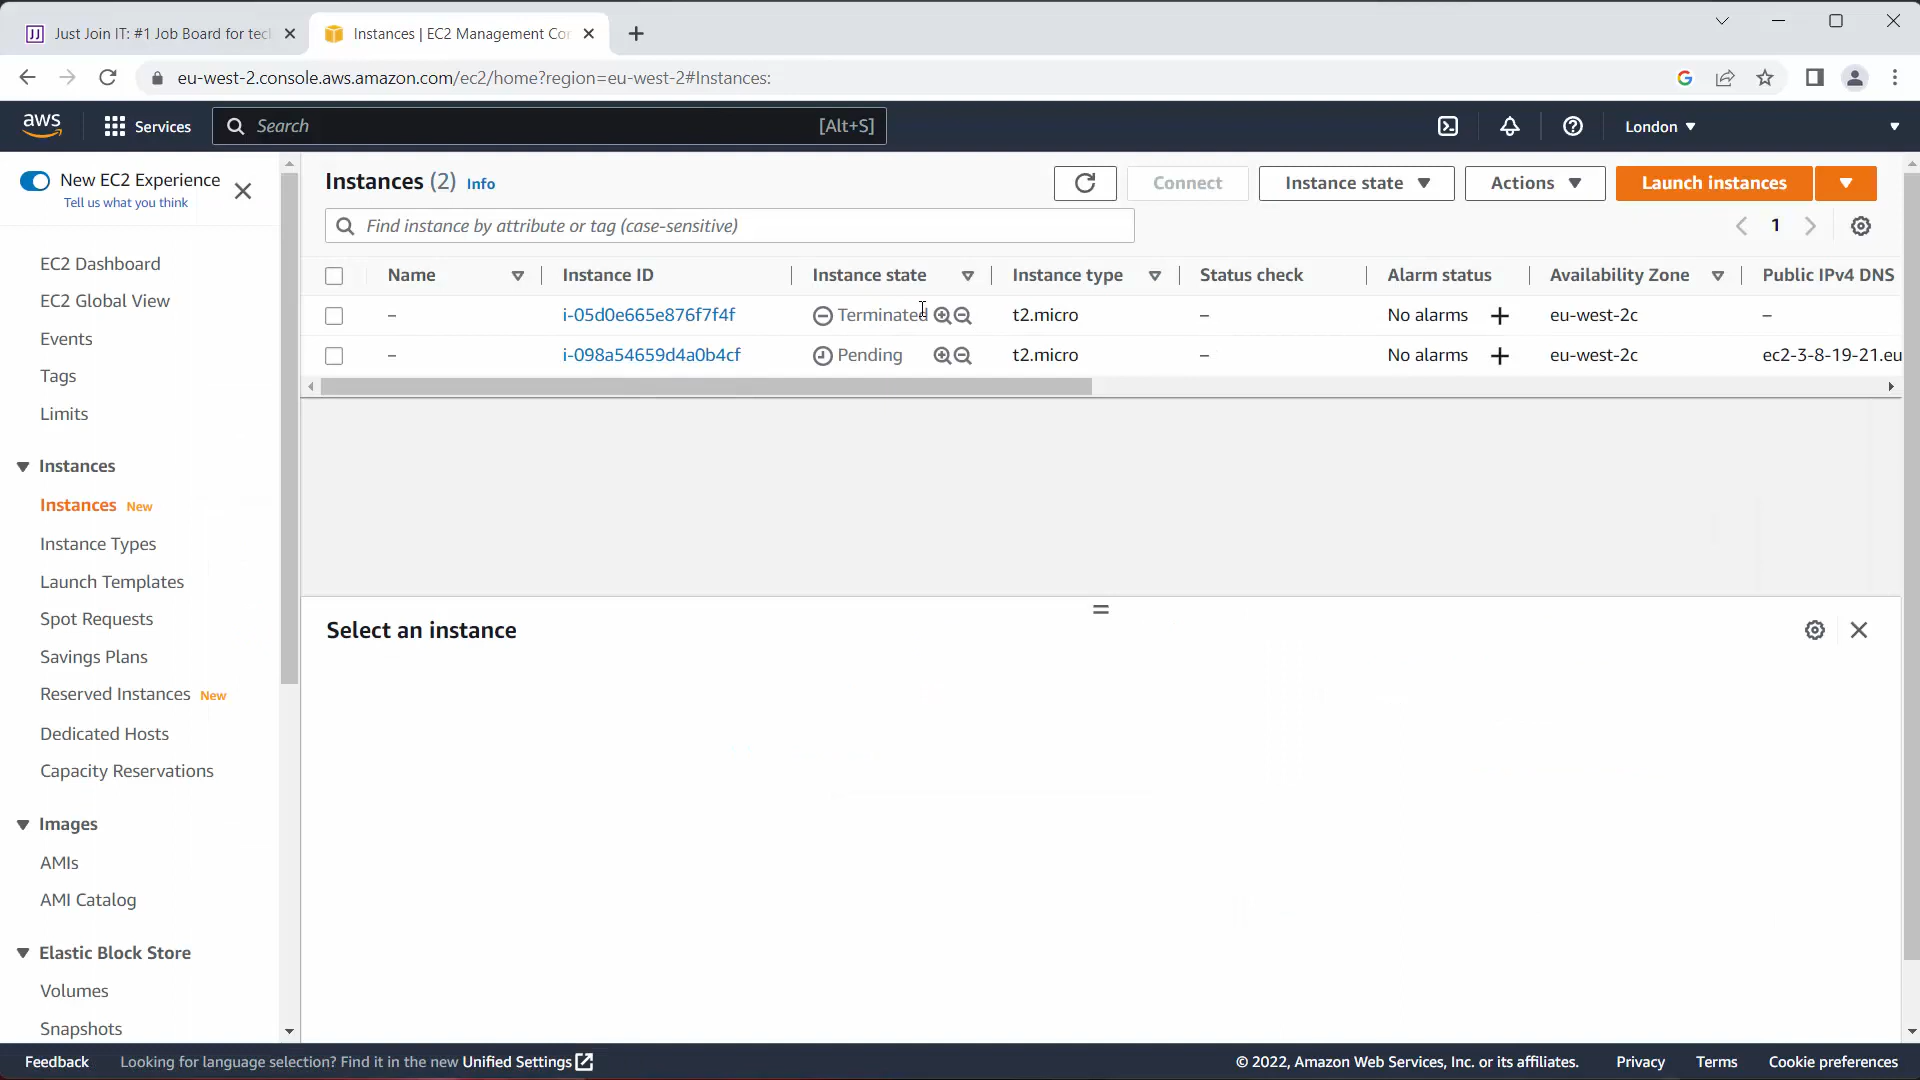 Just Join IT: #1 Job Board for tec
Instances | EC2 Management Con
eu-west-2.console.aws.amazon.com/ec2/home?region=eu-west-2#Instances:
aws
Services
Search
[Alt+S]
London
New EC2 Experience
Tell us what you think
EC2 Dashboard
EC2 Global View
Events
Tags
Limits
Instances
Instances New
Instance Types
Launch Templates
Spot Requests
Savings Plans
Reserved Instances New
Dedicated Hosts
Capacity Reservations
Images
AMIs
AMI Catalog
Elastic Block Store
Volumes
Snapshots
Instances (2) Info
Connect
Instance state
Actions
Launch instances
Find instance by attribute or tag (case-sensitive)
1
Name Instance ID Instance state Instance type Status check Alarm status Availability Zone Public IPv4 DNS
– i-05d0e665e876f7f4f Terminated t2.micro – No alarms eu-west-2c –
– i-098a54659d4a0b4cf Pending t2.micro – No alarms eu-west-2c ec2-3-8-19-21.eu
Select an instance
Feedback
Looking for language selection? Find it in the new Unified Settings
© 2022, Amazon Web Services, Inc. or its affiliates.
Privacy
Terms
Cookie preferences